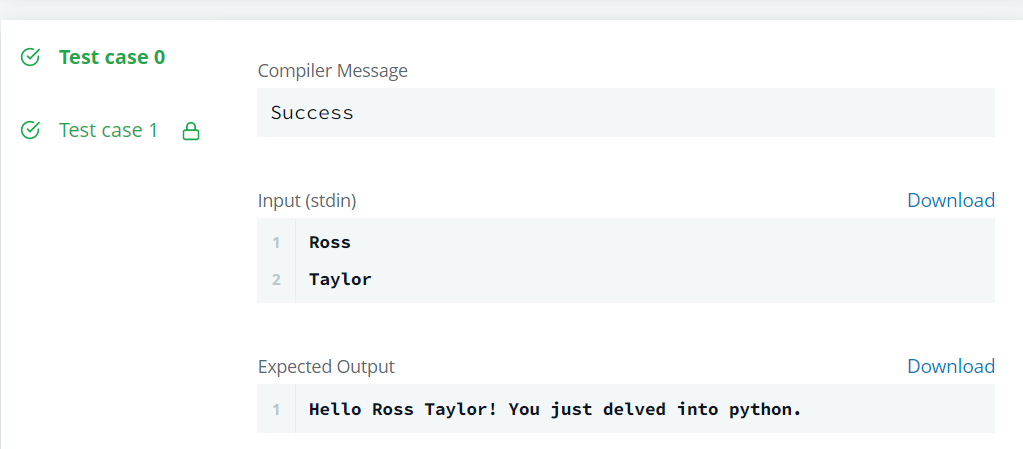 Test case 0
Test case 1
Compiler Message
Success
Input (stdin)
Download
1 Ross
2 Taylor
Expected Output
Download
1 Hello Ross Taylor! You just delved into python.